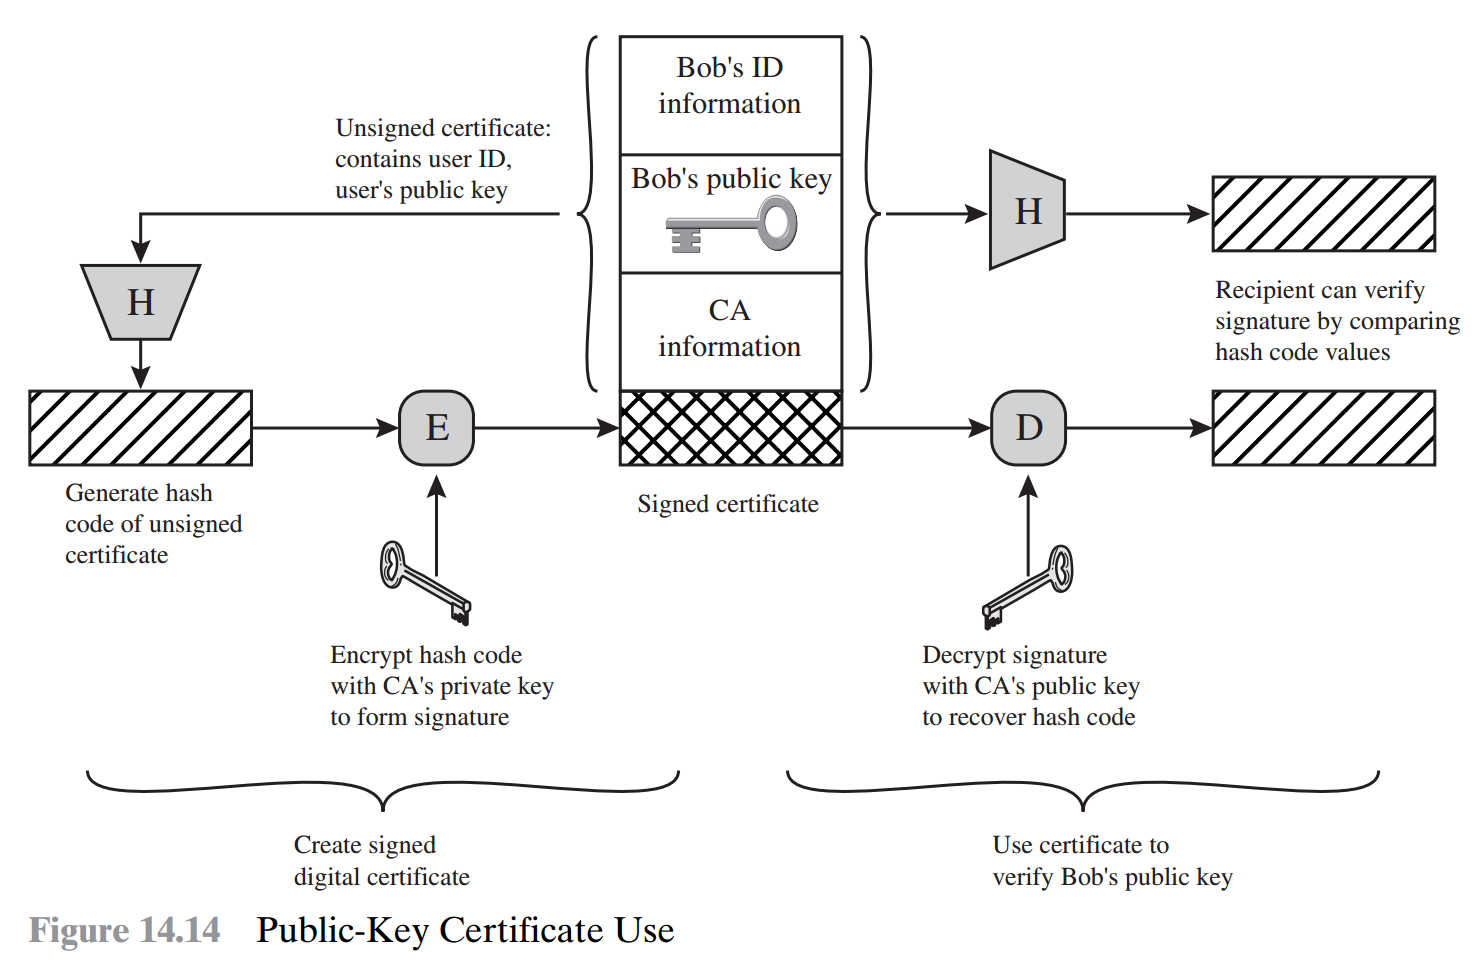 Bob's ID
information
Unsigned certificate:
contains user ID,
user's public key
Bob's public key
H
H
CA
information
Recipient can verify
signature by comparing
hash code values
E
D
Generate hash
code of unsigned
certificate
Signed certificate
Encrypt hash code
with CA's private key
to form signature
Decrypt signature
with CA's public key
to recover hash code
Create signed
digital certificate
Use certificate to
verify Bob's public key
Figure 14.14 Public-Key Certificate Use